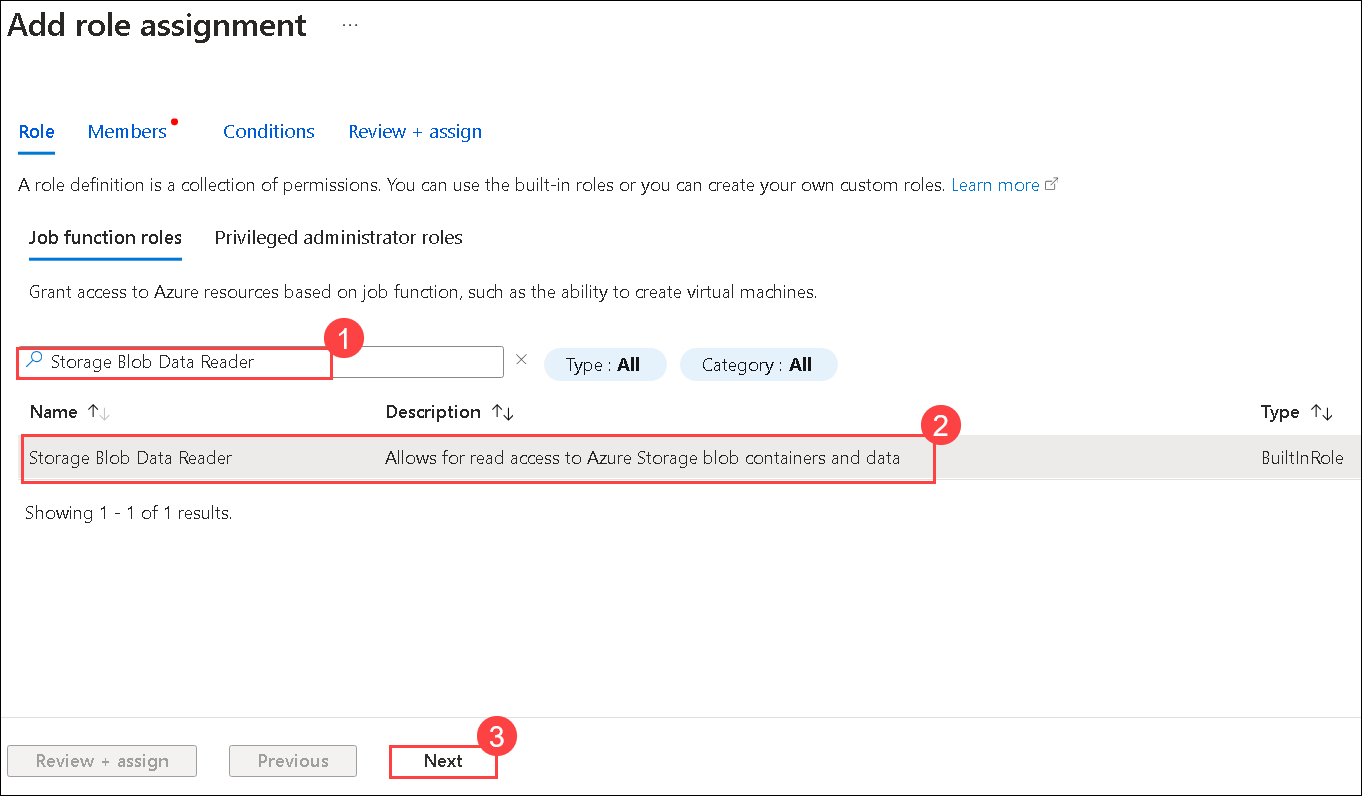 Add role assignment ...
Role Members Conditions Review + assign
A role definition is a collection of permissions. You can use the built-in roles or you can create your own custom roles. Learn more
Job function roles Privileged administrator roles
Grant access to Azure resources based on job function, such as the ability to create virtual machines.
1
Storage Blob Data Reader × Type : All Category : All
Name ↑↓ Description ↑↓ Type ↑↓
2
Storage Blob Data Reader Allows for read access to Azure Storage blob containers and data BuiltInRole
Showing 1 - 1 of 1 results.
3
Review + assign Previous Next